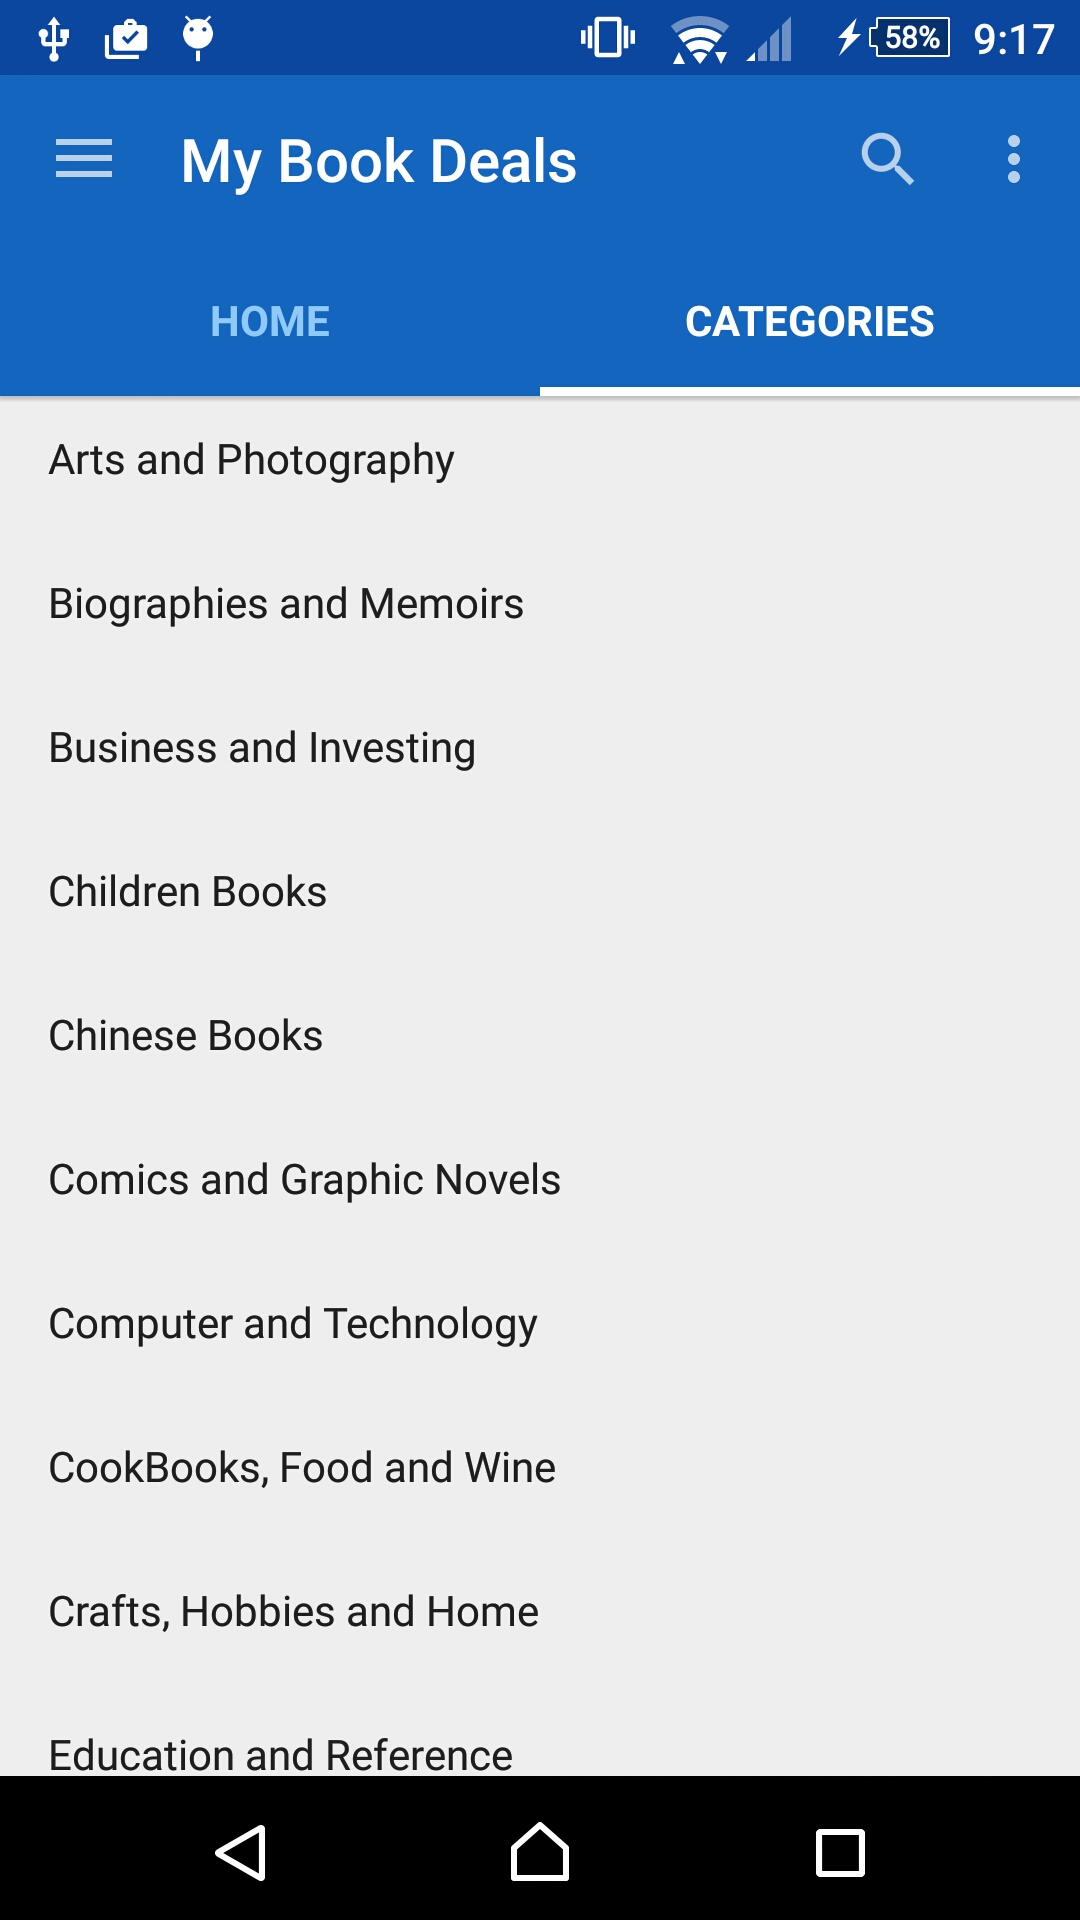 58% 9:17
My Book Deals
HOME CATEGORIES
Arts and Photography
Biographies and Memoirs
Business and Investing
Children Books
Chinese Books
Comics and Graphic Novels
Computer and Technology
CookBooks, Food and Wine
Crafts, Hobbies and Home
Education and Reference